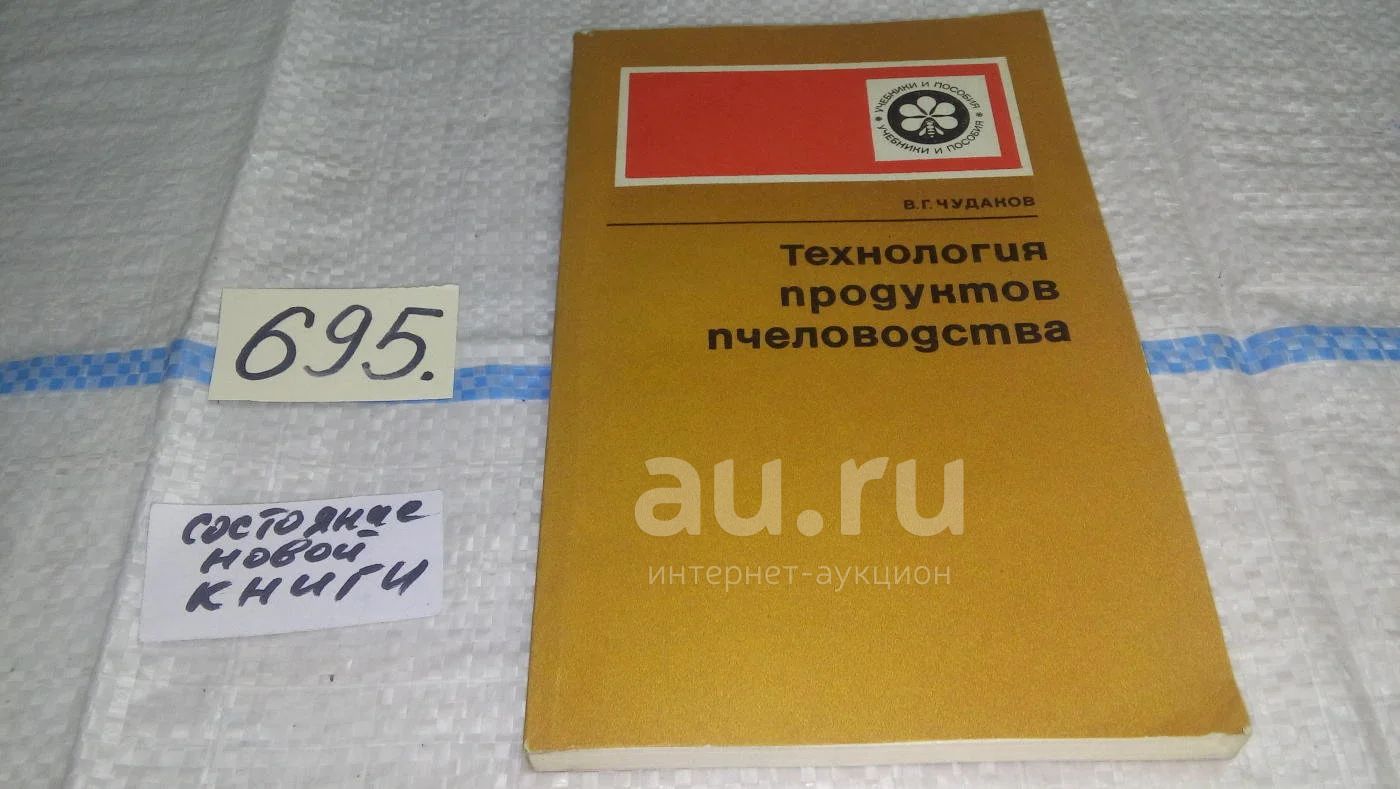 УЧЕБНИКИ И ПОСОБИЯ * УЧЕБНИКИ И ПОСОБИЯ *
В.Г. ЧУДАКОВ
Технология
продуктов
пчеловодства
695.
состояние
новой
книги
au.ru
интернет-аукцион